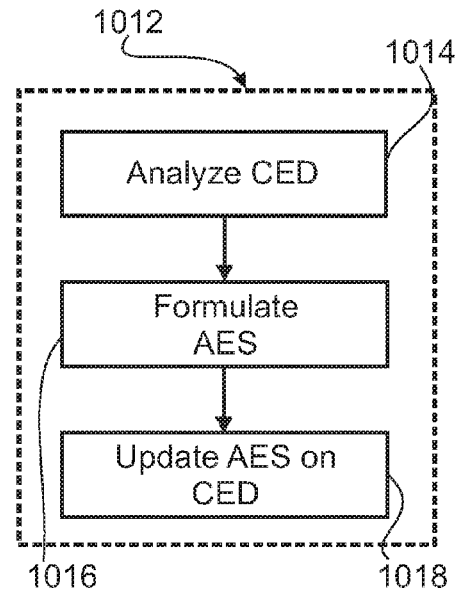 1012
1014
Analyze CED
Formulate
AES
Update AES on
CED
1016
1018